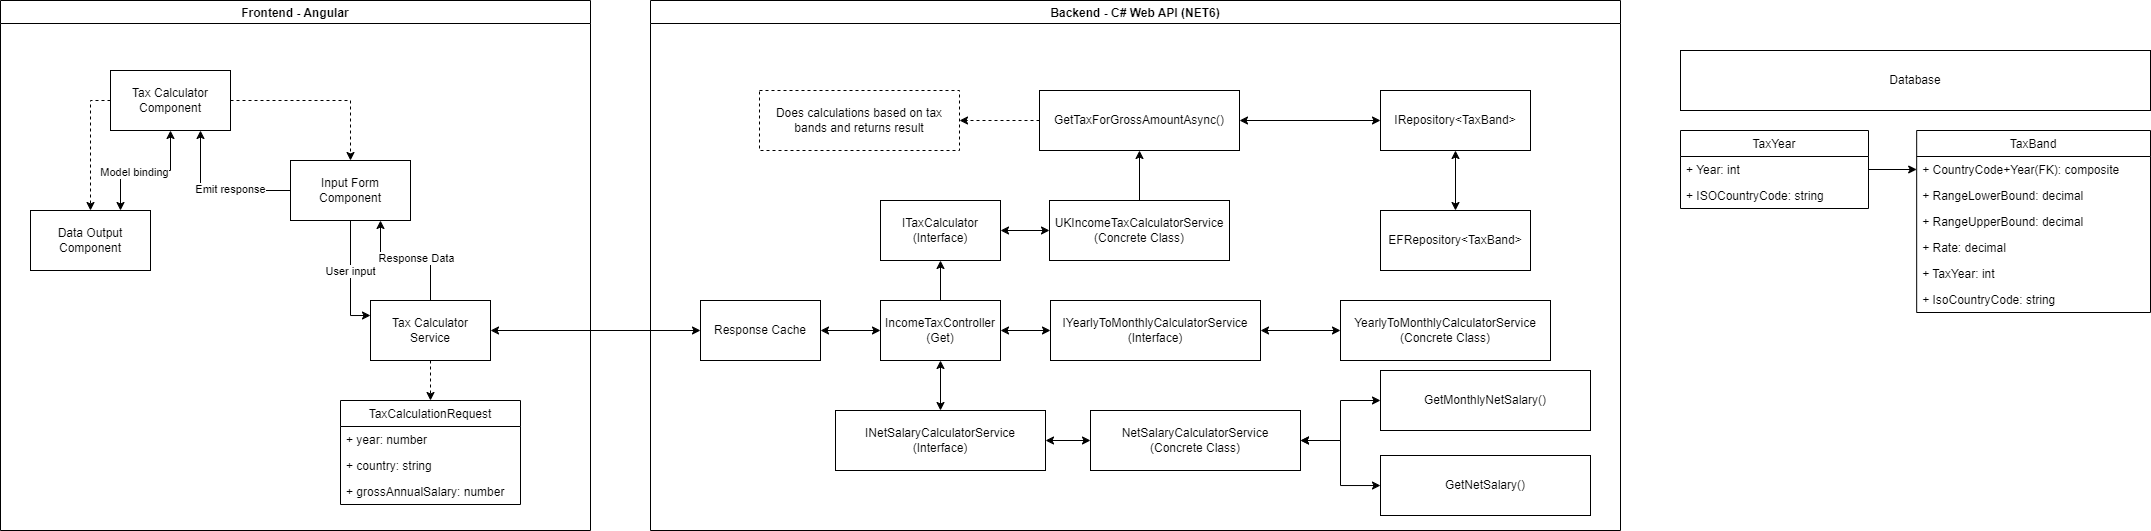 Frontend - Angular
Tax Calculator
Component
Input Form
Component
Model binding
Emit response
Data Output
Component
User input
Response Data
Tax Calculator
Service
TaxCalculationRequest
+ year: number
+ country: string
+ grossAnnualSalary: number
Backend - C# Web API (NET6)
Does calculations based on tax
bands and returns result
GetTaxForGrossAmountAsync()
IRepository<TaxBand>
ITaxCalculator
(Interface)
UKIncomeTaxCalculatorService
(Concrete Class)
EFRepository<TaxBand>
Response Cache
IncomeTaxController
(Get)
IYearlyToMonthlyCalculatorService
(Interface)
YearlyToMonthlyCalculatorService
(Concrete Class)
INetSalaryCalculatorService
(Interface)
NetSalaryCalculatorService
(Concrete Class)
GetMonthlyNetSalary()
GetNetSalary()
Database
TaxYear
+ Year: int
+ ISOCountryCode: string
TaxBand
+ CountryCode+Year(FK): composite
+ RangeLowerBound: decimal
+ RangeUpperBound: decimal
+ Rate: decimal
+ TaxYear: int
+ IsoCountryCode: string